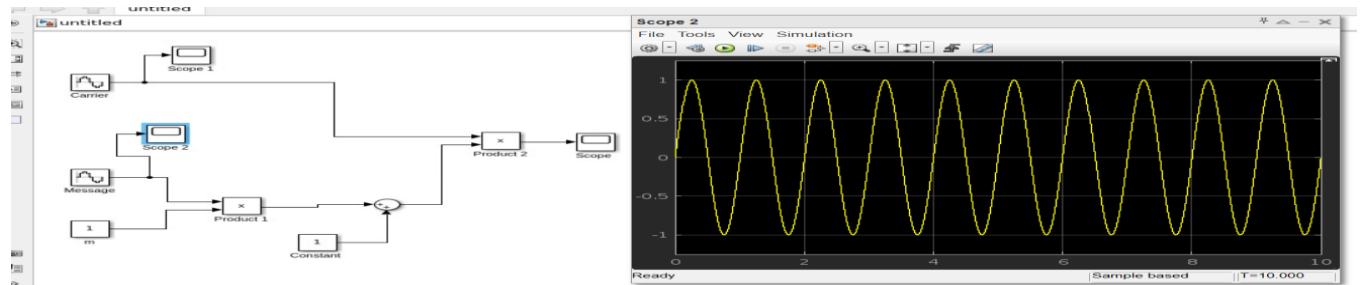 untitled
untitled
Scope 1
Carrier
Scope 2
Message
1
m
×
Product 1
1
Constant
×
Product 2
Scope
Scope 2
File Tools View Simulation
1
0.5
0
-0.5
-1
0 2 4 6 8 10
Ready Sample based T=10.000